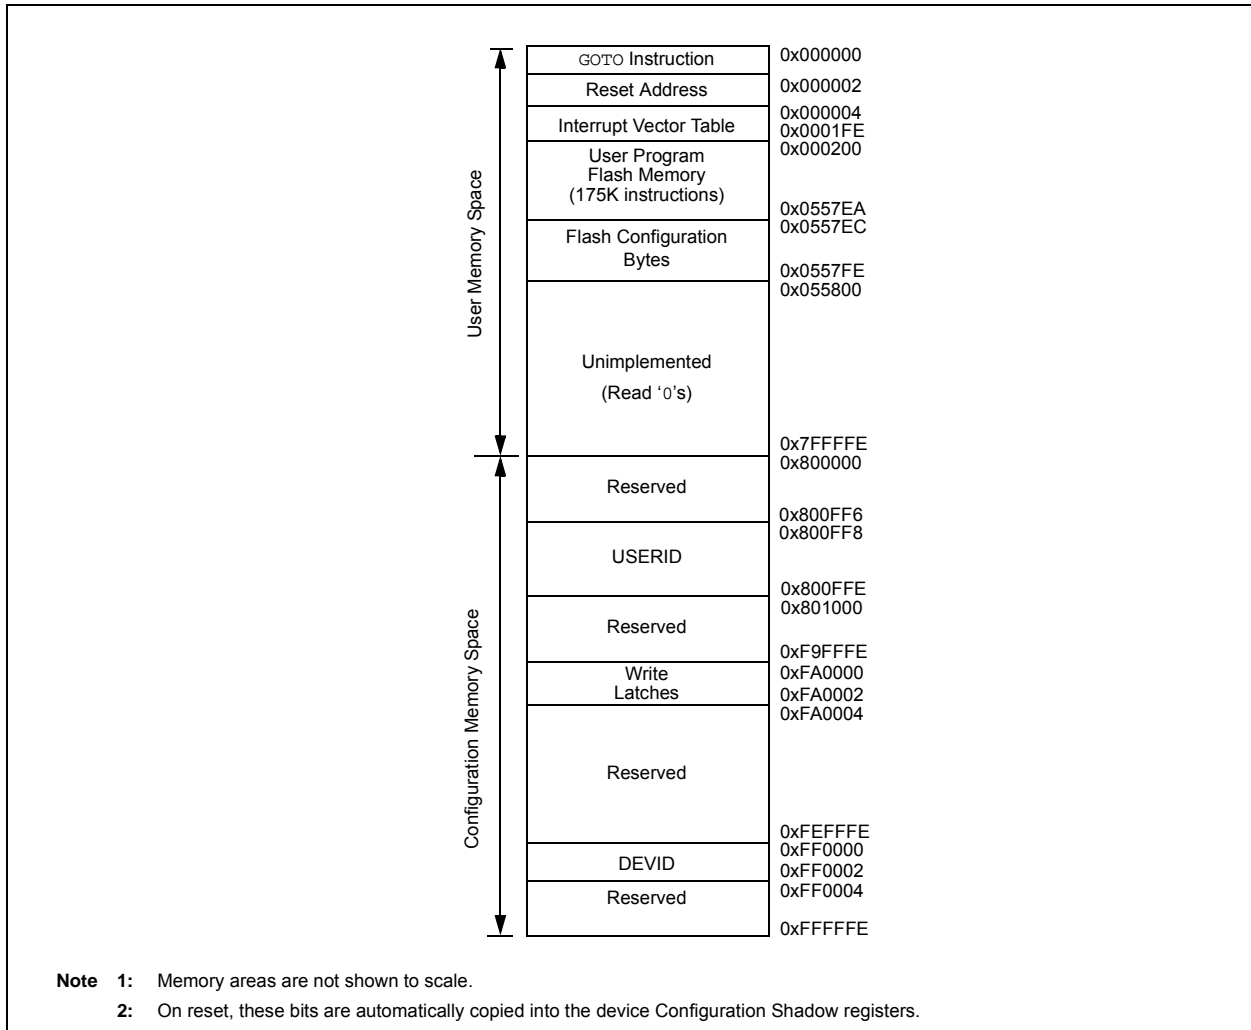 GOTO Instruction 0x000000
Reset Address 0x000002
0x000004
Interrupt Vector Table 0x0001FE
0x000200
User Program
Flash Memory
(175K instructions)
0x0557EA
0x0557EC
Flash Configuration
Bytes
0x0557FE
0x055800
User Memory Space
Unimplemented
(Read ‘0’s)
0x7FFFFE
0x800000
Reserved
0x800FF6
0x800FF8
USERID
0x800FFE
0x801000
Reserved
0xF9FFFE
Write 0xFA0000
Latches 0xFA0002
0xFA0004
Configuration Memory Space
Reserved
0xFEFFFE
0xFF0000
DEVID
0xFF0002
0xFF0004
Reserved
0xFFFFFE
Note 1: Memory areas are not shown to scale.
2: On reset, these bits are automatically copied into the device Configuration Shadow registers.